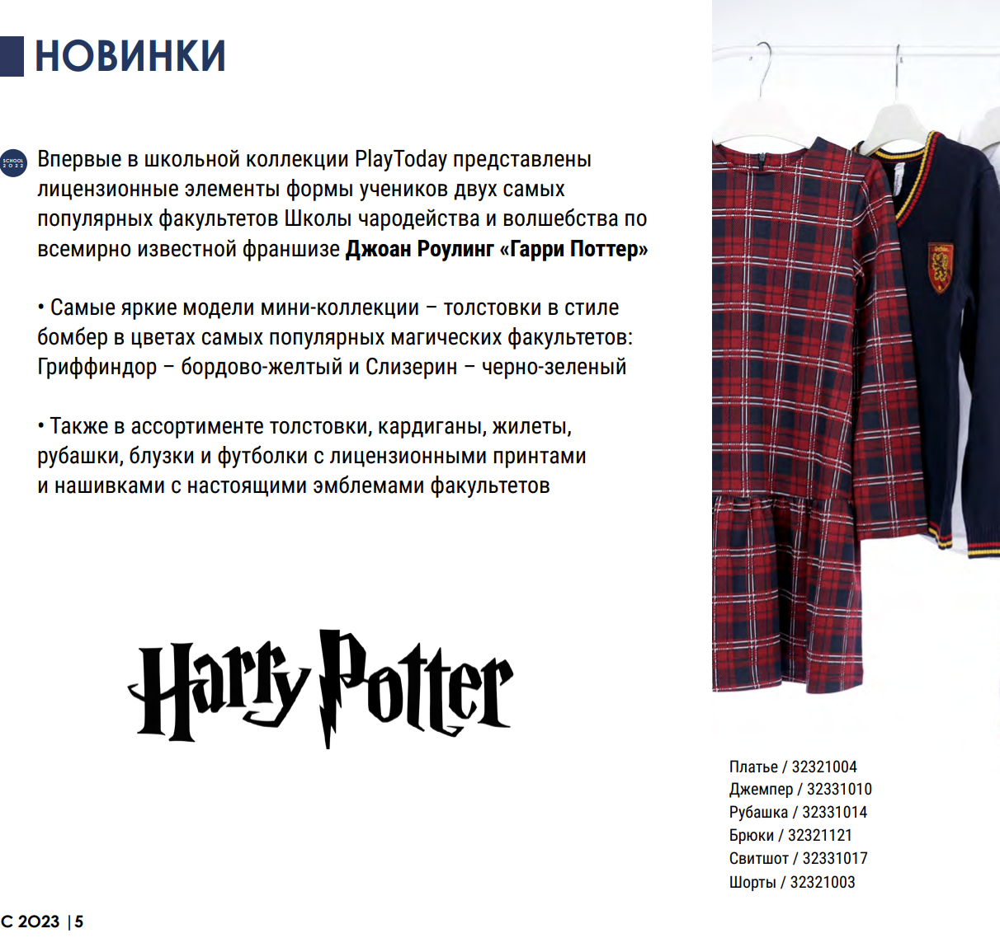 НОВИНКИ
SCHOOL
2022
Впервые в школьной коллекции PlayToday представлены
лицензионные элементы формы учеников двух самых
популярных факультетов Школы чародейства и волшебства по
всемирно известной франшизе Джоан Роулинг «Гарри Поттер»
• Самые яркие модели мини-коллекции – толстовки в стиле
бомбер в цветах самых популярных магических факультетов:
Гриффиндор – бордово-желтый и Слизерин – черно-зеленый
• Также в ассортименте толстовки, кардиганы, жилеты,
рубашки, блузки и футболки с лицензионными принтами
и нашивками с настоящими эмблемами факультетов
Harry Potter
Платье / 32321004
Джемпер / 32331010
Рубашка / 32331014
Брюки / 32321121
Свитшот / 32331017
Шорты / 32321003
С 2023 | 5